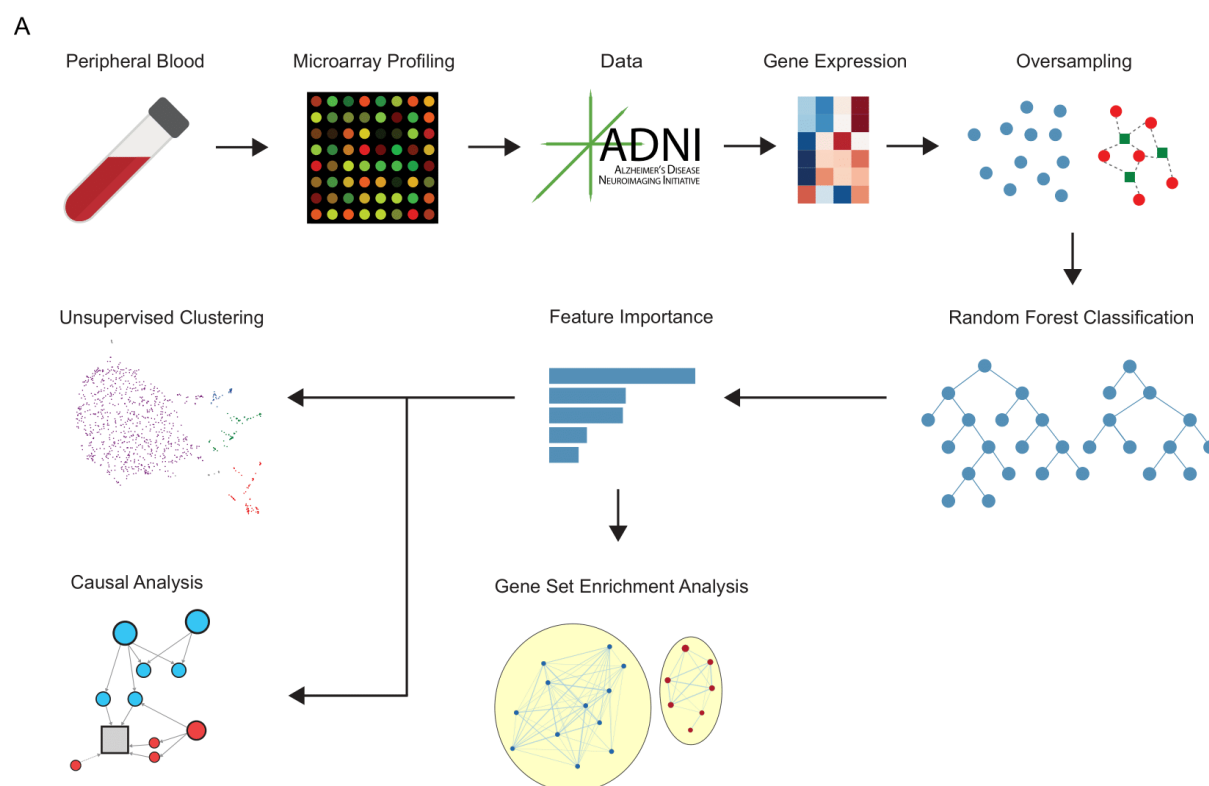 A
Peripheral Blood
Microarray Profiling
Data
Gene Expression
Oversampling
ADNI
ALZHEIMER'S DISEASE
NEUROIMAGING INITIATIVE
Unsupervised Clustering
Feature Importance
Random Forest Classification
Causal Analysis
Gene Set Enrichment Analysis